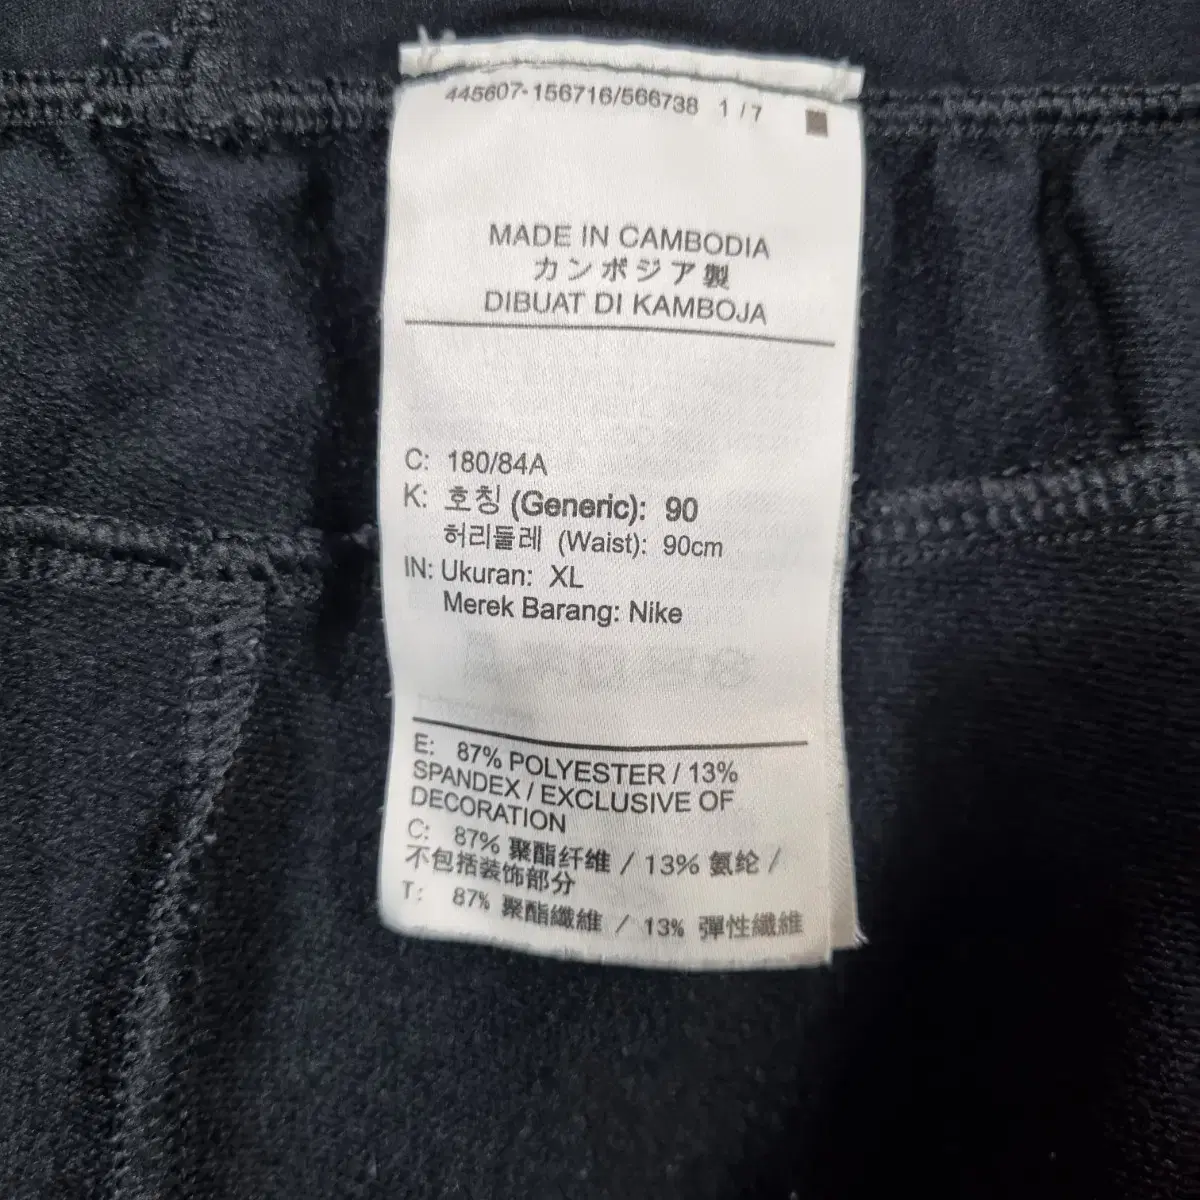 445607-156716/566738 1/7
MADE IN CAMBODIA
カンボジア製
DIBUAT DI KAMBOJA
C: 180/84A
K: 호칭 (Generic): 90
허리둘레 (Waist): 90cm
IN: Ukuran: XL
Merek Barang: Nike
E: 87% POLYESTER / 13%
SPANDEX / EXCLUSIVE OF
DECORATION
C: 87% 聚酯纤维 / 13% 氨纶 /
不包括装饰部分
T: 87% 聚酯纖維 / 13% 彈性纖維